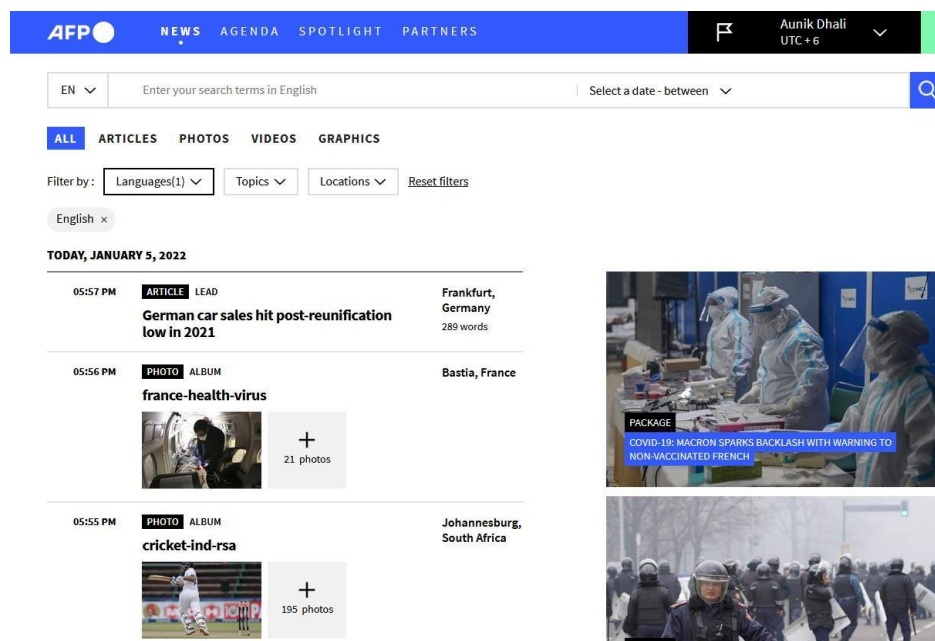 AFP
NEWS AGENDA SPOTLIGHT PARTNERS
Aunik Dhali
UTC + 6
EN Enter your search terms in English Select a date - between
ALL ARTICLES PHOTOS VIDEOS GRAPHICS
Filter by : Languages(1) Topics Locations Reset filters
English ×
TODAY, JANUARY 5, 2022
05:57 PM ARTICLE LEAD
German car sales hit post-reunification
low in 2021
Frankfurt,
Germany
289 words
05:56 PM PHOTO ALBUM
france-health-virus
Bastia, France
+
21 photos
05:55 PM PHOTO ALBUM
cricket-ind-rsa
Johannesburg,
South Africa
+
195 photos
PACKAGE
COVID-19: MACRON SPARKS BACKLASH WITH WARNING TO
NON-VACCINATED FRENCH